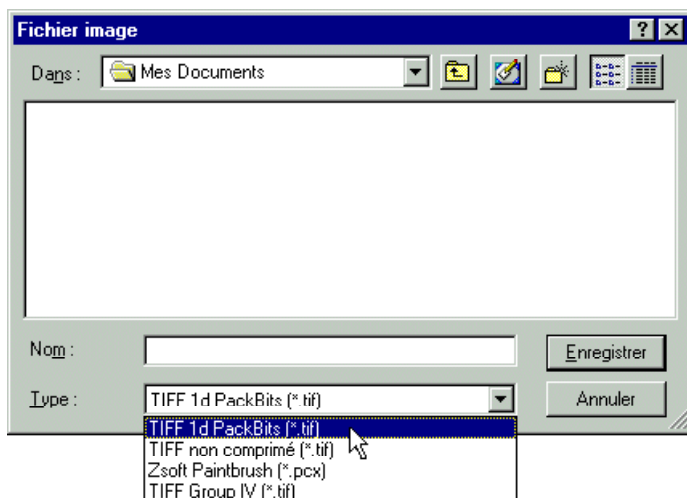 Fichier image
Dans : Mes Documents
Nom :
Enregistrer
Type : TIFF 1d PackBits (*.tif)
Annuler
TIFF 1d PackBits (*.tif)
TIFF non comprimé (*.tif)
Zsoft Paintbrush (*.pcx)
TIFF Group IV (*.tif)